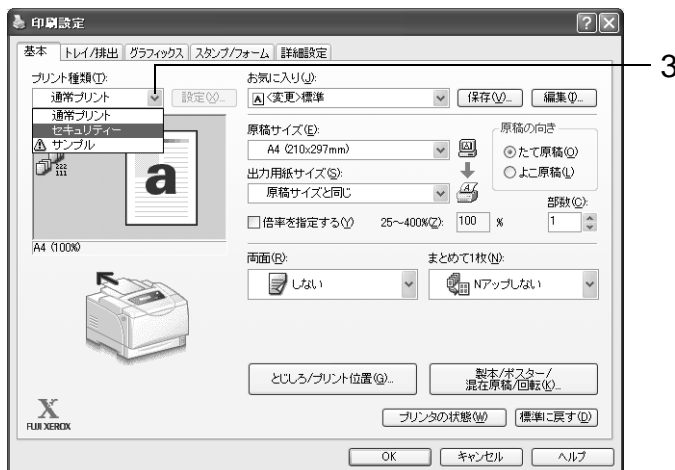 印刷設定
基本 トレイ/排出 グラフィックス スタンプ/フォーム 詳細設定
3
プリント種類(T):
通常プリント 設定(X)...
通常プリント
セキュリティー
サンプル
a
A4 (100%)
FUJI XEROX
お気に入り(J):
A <変更>標準 保存(V)... 編集(I)...
原稿サイズ(E):
A4 (210x297mm)
出力用紙サイズ(S):
原稿サイズと同じ
原稿の向き
たて原稿(O)
よこ原稿(L)
部数(C):
倍率を指定する(Y) 25～400%(Z): 100 % 1
両面(R): まとめて1枚(N):
しない Nアップしない
とじしろ/プリント位置(G)... 製本/ポスター/
混在原稿/回転(K)...
プリンタの状態(W) 標準に戻す(D)
OK キャンセル ヘルプ